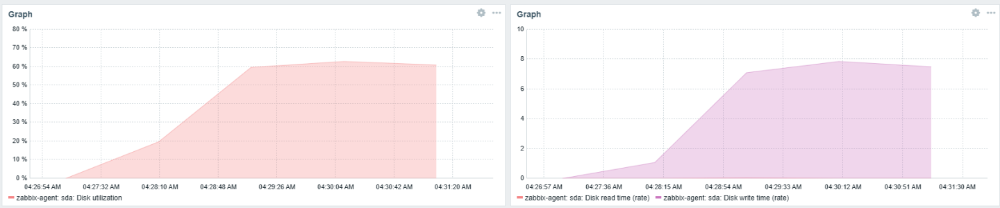 Graph
80 %
70 %
60 %
50 %
40 %
30 %
20 %
10 %
0 %
04:26:54 AM 04:27:32 AM 04:28:10 AM 04:28:48 AM 04:29:26 AM 04:30:04 AM 04:30:42 AM 04:31:20 AM
zabbix-agent: sda: Disk utilization
Graph
10
8
6
4
2
0
04:26:57 AM 04:27:36 AM 04:28:15 AM 04:28:54 AM 04:29:33 AM 04:30:12 AM 04:30:51 AM 04:31:30 AM
zabbix-agent: sda: Disk read time (rate) zabbix-agent: sda: Disk write time (rate)